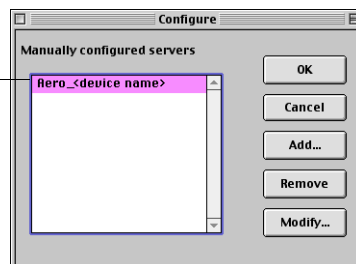 Configure
Manually configured servers
Aero_<device name>
OK
Cancel
Add...
Remove
Modify...